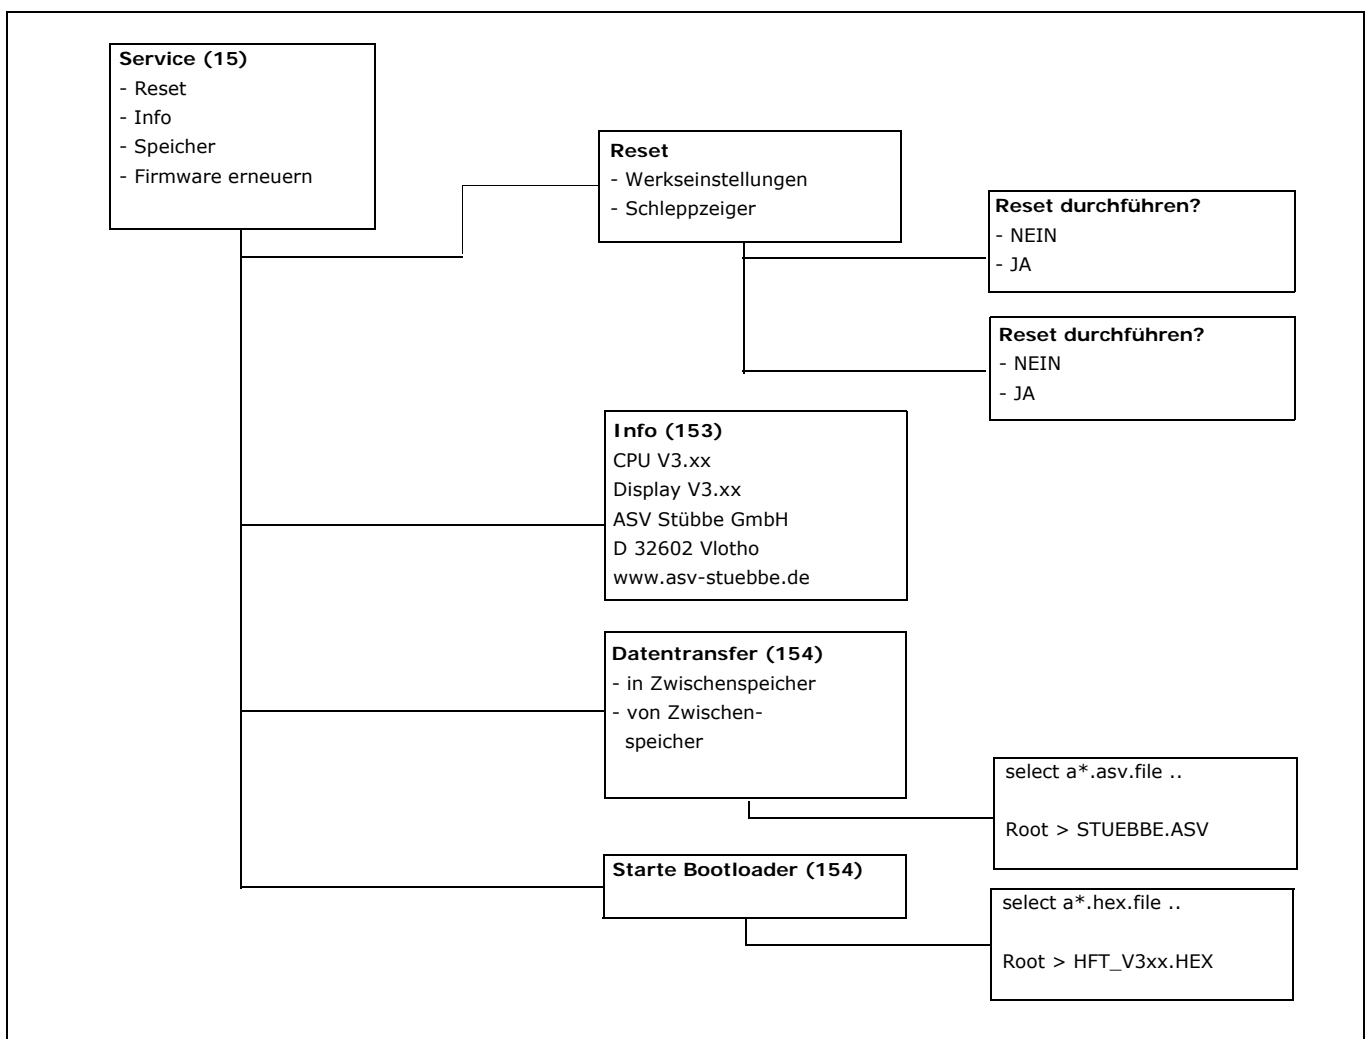 Service (15)
- Reset
- Info
- Speicher
- Firmware erneuern
Reset
- Werkseinstellungen
- Schleppzeiger
Reset durchführen?
- NEIN
- JA
Reset durchführen?
- NEIN
- JA
Info (153)
CPU V3.xx
Display V3.xx
ASV Stübbe GmbH
D 32602 Vlotho
www.asv-stuebbe.de
Datentransfer (154)
- in Zwischenspeicher
- von Zwischen-
speicher
select a*.asv.file ..
Root > STUEBBE.ASV
Starte Bootloader (154)
select a*.hex.file ..
Root > HFT_V3xx.HEX